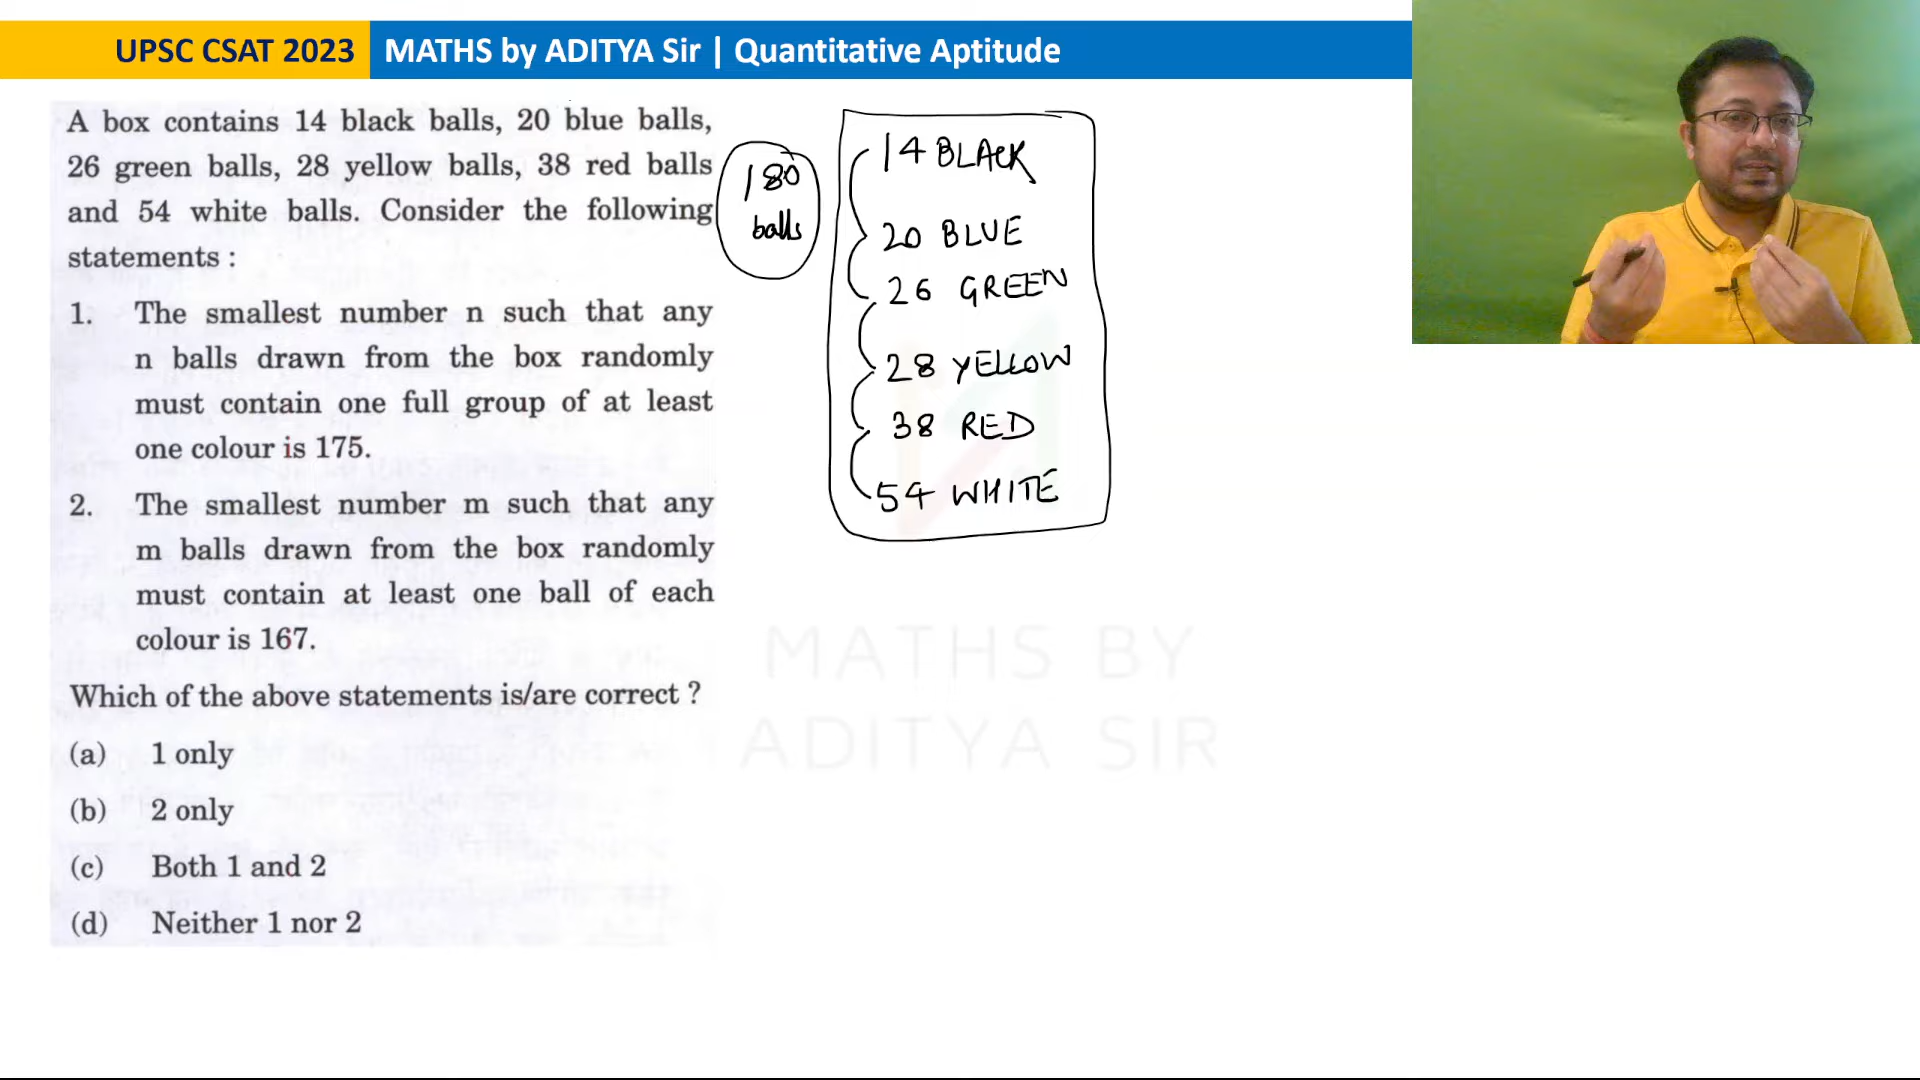 UPSC CSAT 2023
MATHS by ADITYA Sir | Quantitative Aptitude
A box contains 14 black balls, 20 blue balls,
26 green balls, 28 yellow balls, 38 red balls
and 54 white balls. Consider the following
statements :
1. The smallest number n such that any
n balls drawn from the box randomly
must contain one full group of at least
one colour is 175.
2. The smallest number m such that any
m balls drawn from the box randomly
must contain at least one ball of each
colour is 167.
Which of the above statements is/are correct ?
(a) 1 only
(b) 2 only
(c) Both 1 and 2
(d) Neither 1 nor 2
180
balls
14 BLACK
20 BLUE
26 GREEN
28 YELLOW
38 RED
54 WHITE
MATHS BY
ADITYA SIR